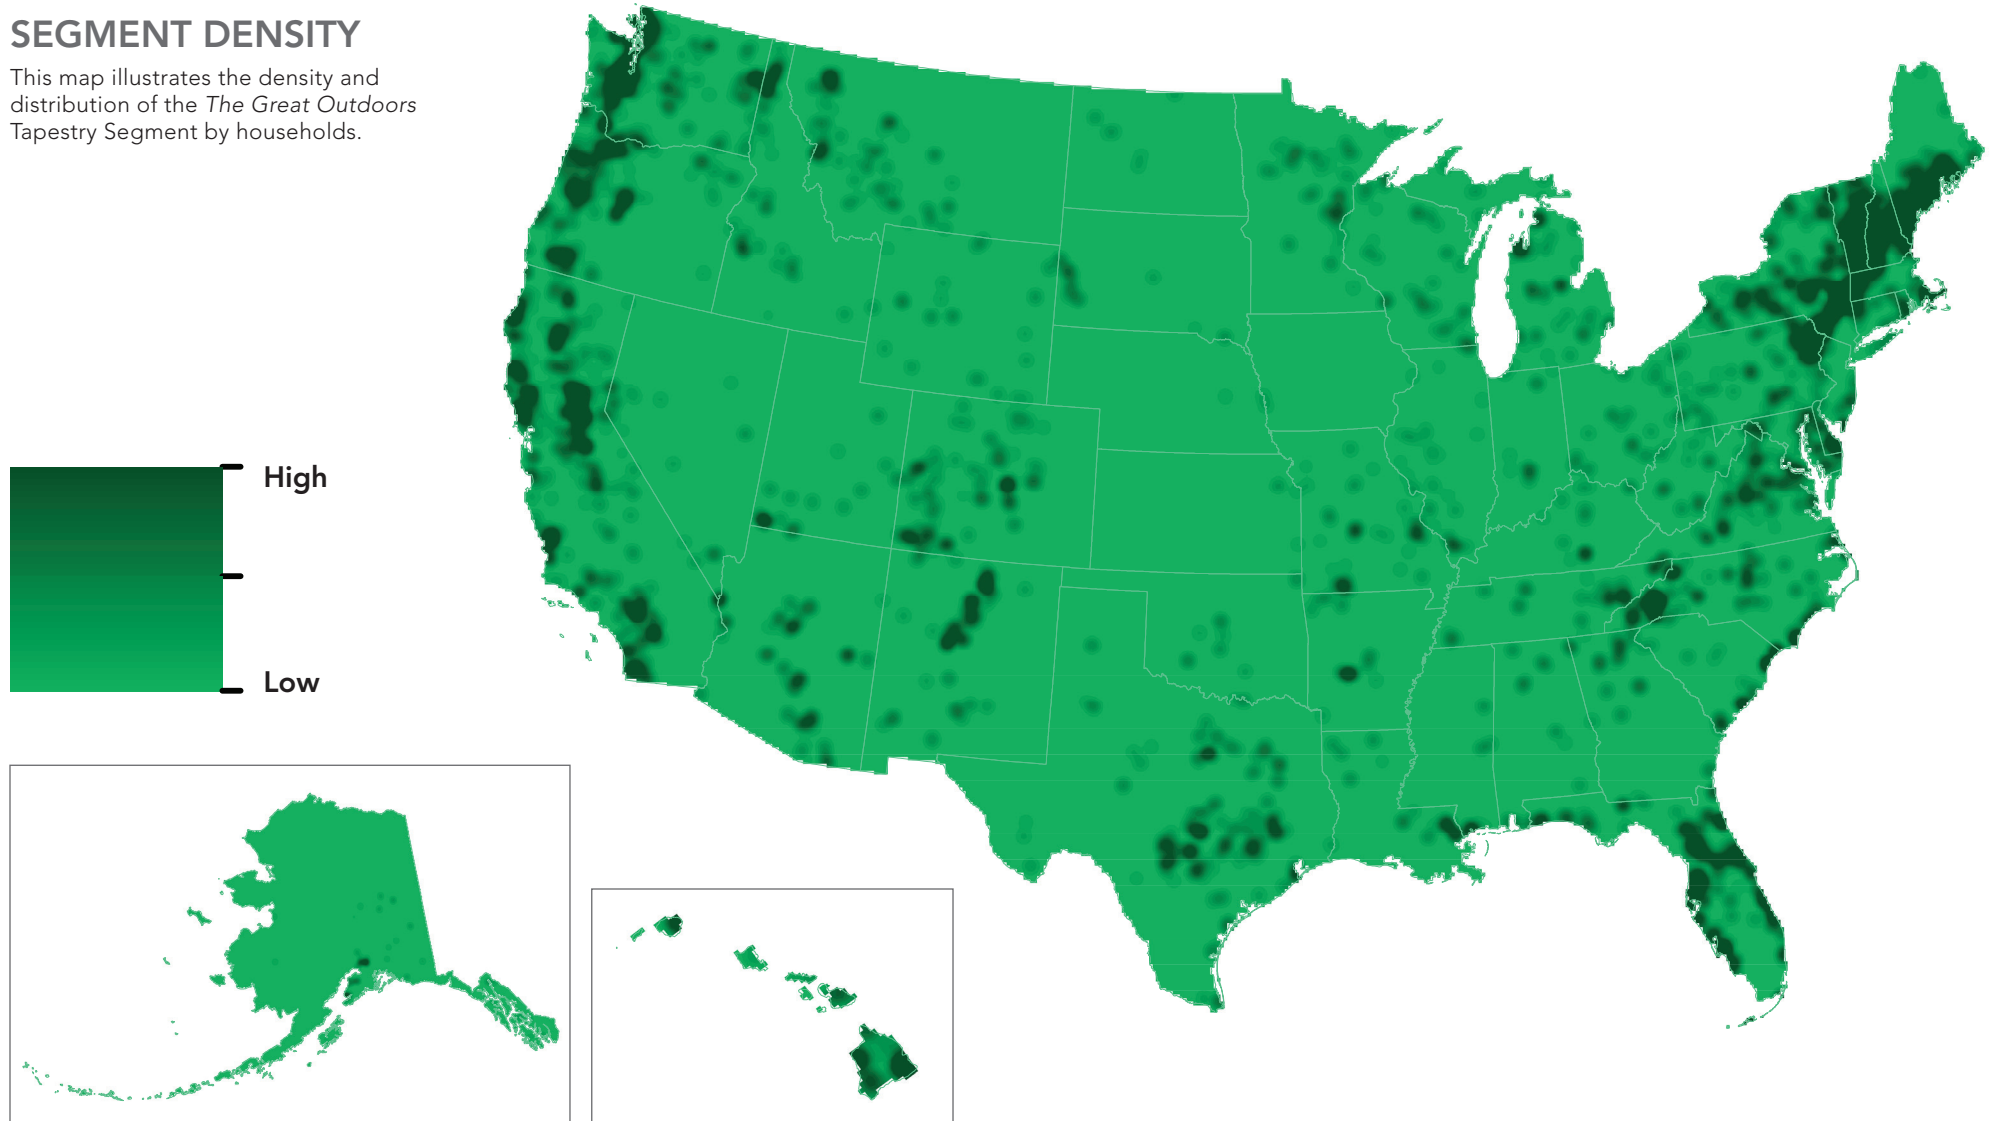 SEGMENT DENSITY
This map illustrates the density and
distribution of the The Great Outdoors
Tapestry Segment by households.
High
Low